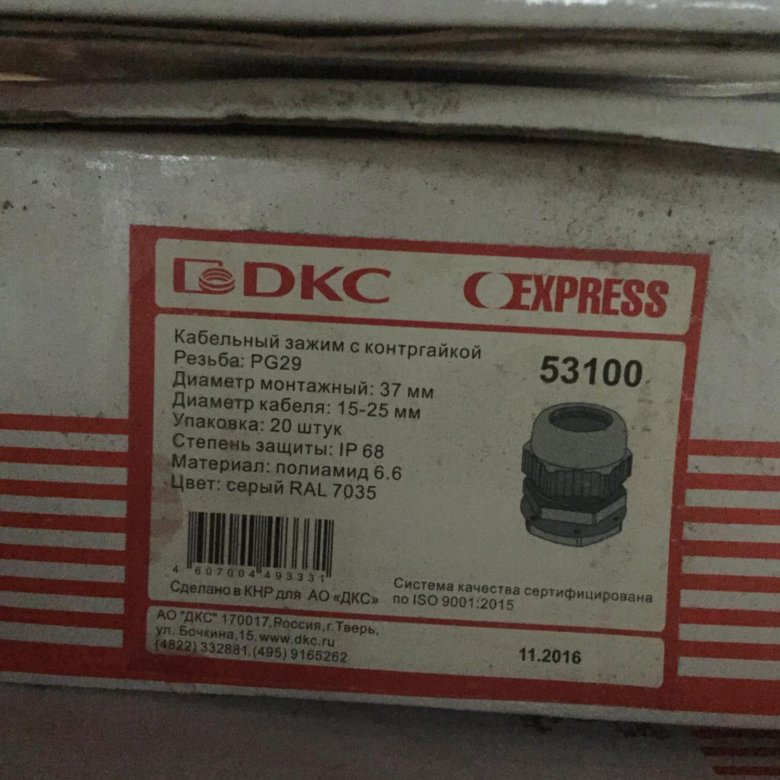 DKC EXPRESS
Кабельный зажим с контргайкой
Резьба: PG29
53100
Диаметр монтажный: 37 мм
Диаметр кабеля: 15-25 мм
Упаковка: 20 штук
Степень защиты: IP 68
Материал: полиамид 6.6
Цвет: серый RAL 7035
4 607004 493331
Сделано в КНР для АО «ДКС»
Система качества сертифицирована
по ISO 9001:2015
АО "ДКС" 170017,Россия,г.Тверь,
ул. Бочкина,15. www.dkc.ru
(4822) 332881,(495) 9165262
11.2016